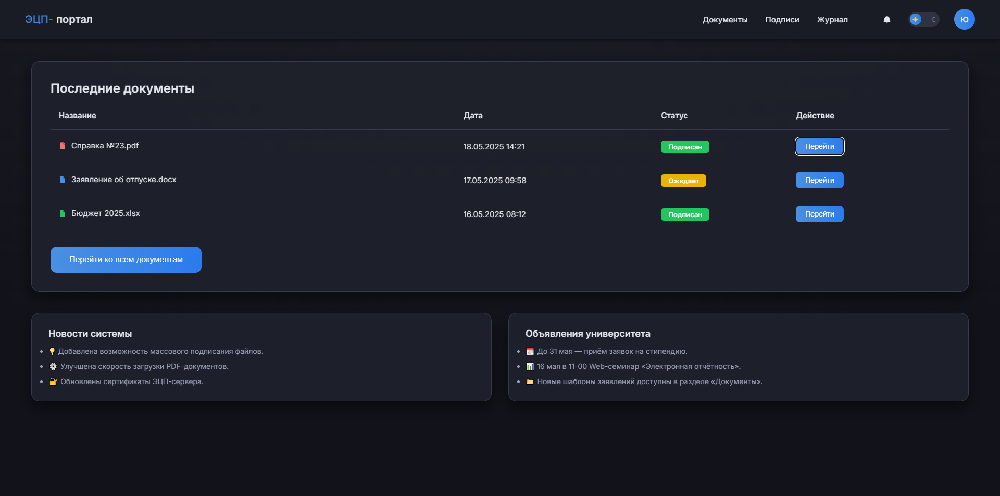 ЭЦП- портал Документы Подписи Журнал Ю
Последние документы
Название Дата Статус Действие
Справка №23.pdf 18.05.2025 14:21 Подписан Перейти
Заявление об отпуске.docx 17.05.2025 09:58 Ожидает Перейти
Бюджет 2025.xlsx 16.05.2025 08:12 Подписан Перейти
Перейти ко всем документам
Новости системы
Добавлена возможность массового подписания файлов.
Улучшена скорость загрузки PDF-документов.
Обновлены сертификаты ЭЦП-сервера.
Объявления университета
До 31 мая — приём заявок на стипендию.
16 мая в 11-00 Web-семинар «Электронная отчётность».
Новые шаблоны заявлений доступны в разделе «Документы».